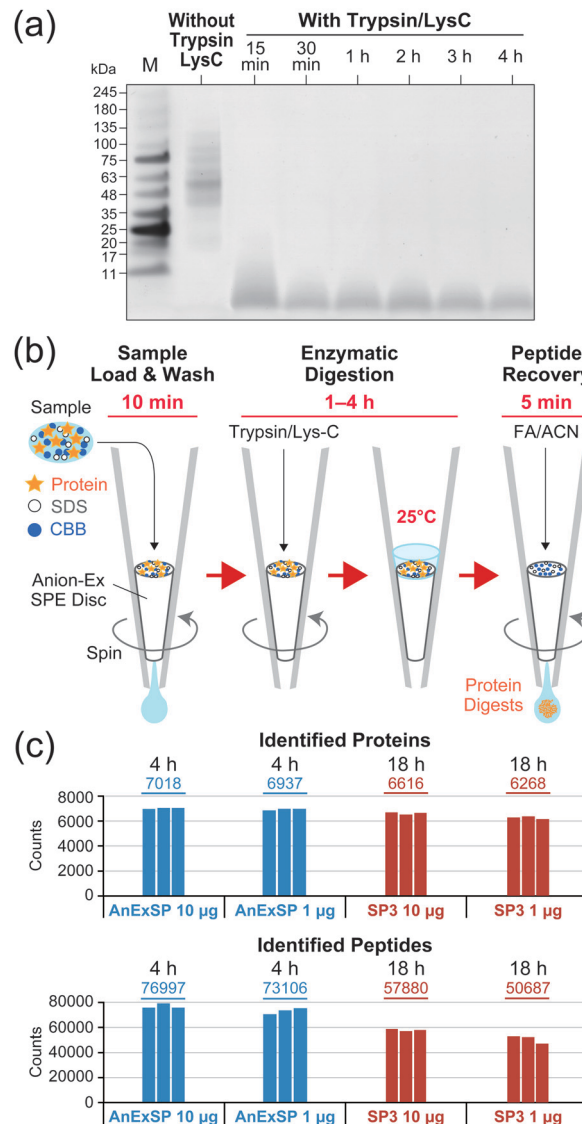 (a)
Without
Trypsin
LysC
With Trypsin/LysC
kDa
M
15
min
30
min
1 h
2 h
3 h
4 h
245
180
135
100
75
63
48
35
25
20
17
11
(b)
Sample
Load & Wash
Enzymatic
Digestion
Peptide
Recovery
10 min
1–4 h
5 min
Sample
Trypsin/Lys-C
FA/ACN
Protein
SDS
CBB
25°C
Anion-Ex
SPE Disc
Spin
Protein
Digests
(c)
Identified Proteins
4 h
4 h
18 h
18 h
7018
6937
6616
6268
Counts
8000
6000
4000
2000
0
AnExSP 10 µg
AnExSP 1 µg
SP3 10 µg
SP3 1 µg
Identified Peptides
4 h
4 h
18 h
18 h
76997
73106
57880
50687
Counts
80000
60000
40000
20000
0
AnExSP 10 µg
AnExSP 1 µg
SP3 10 µg
SP3 1 µg